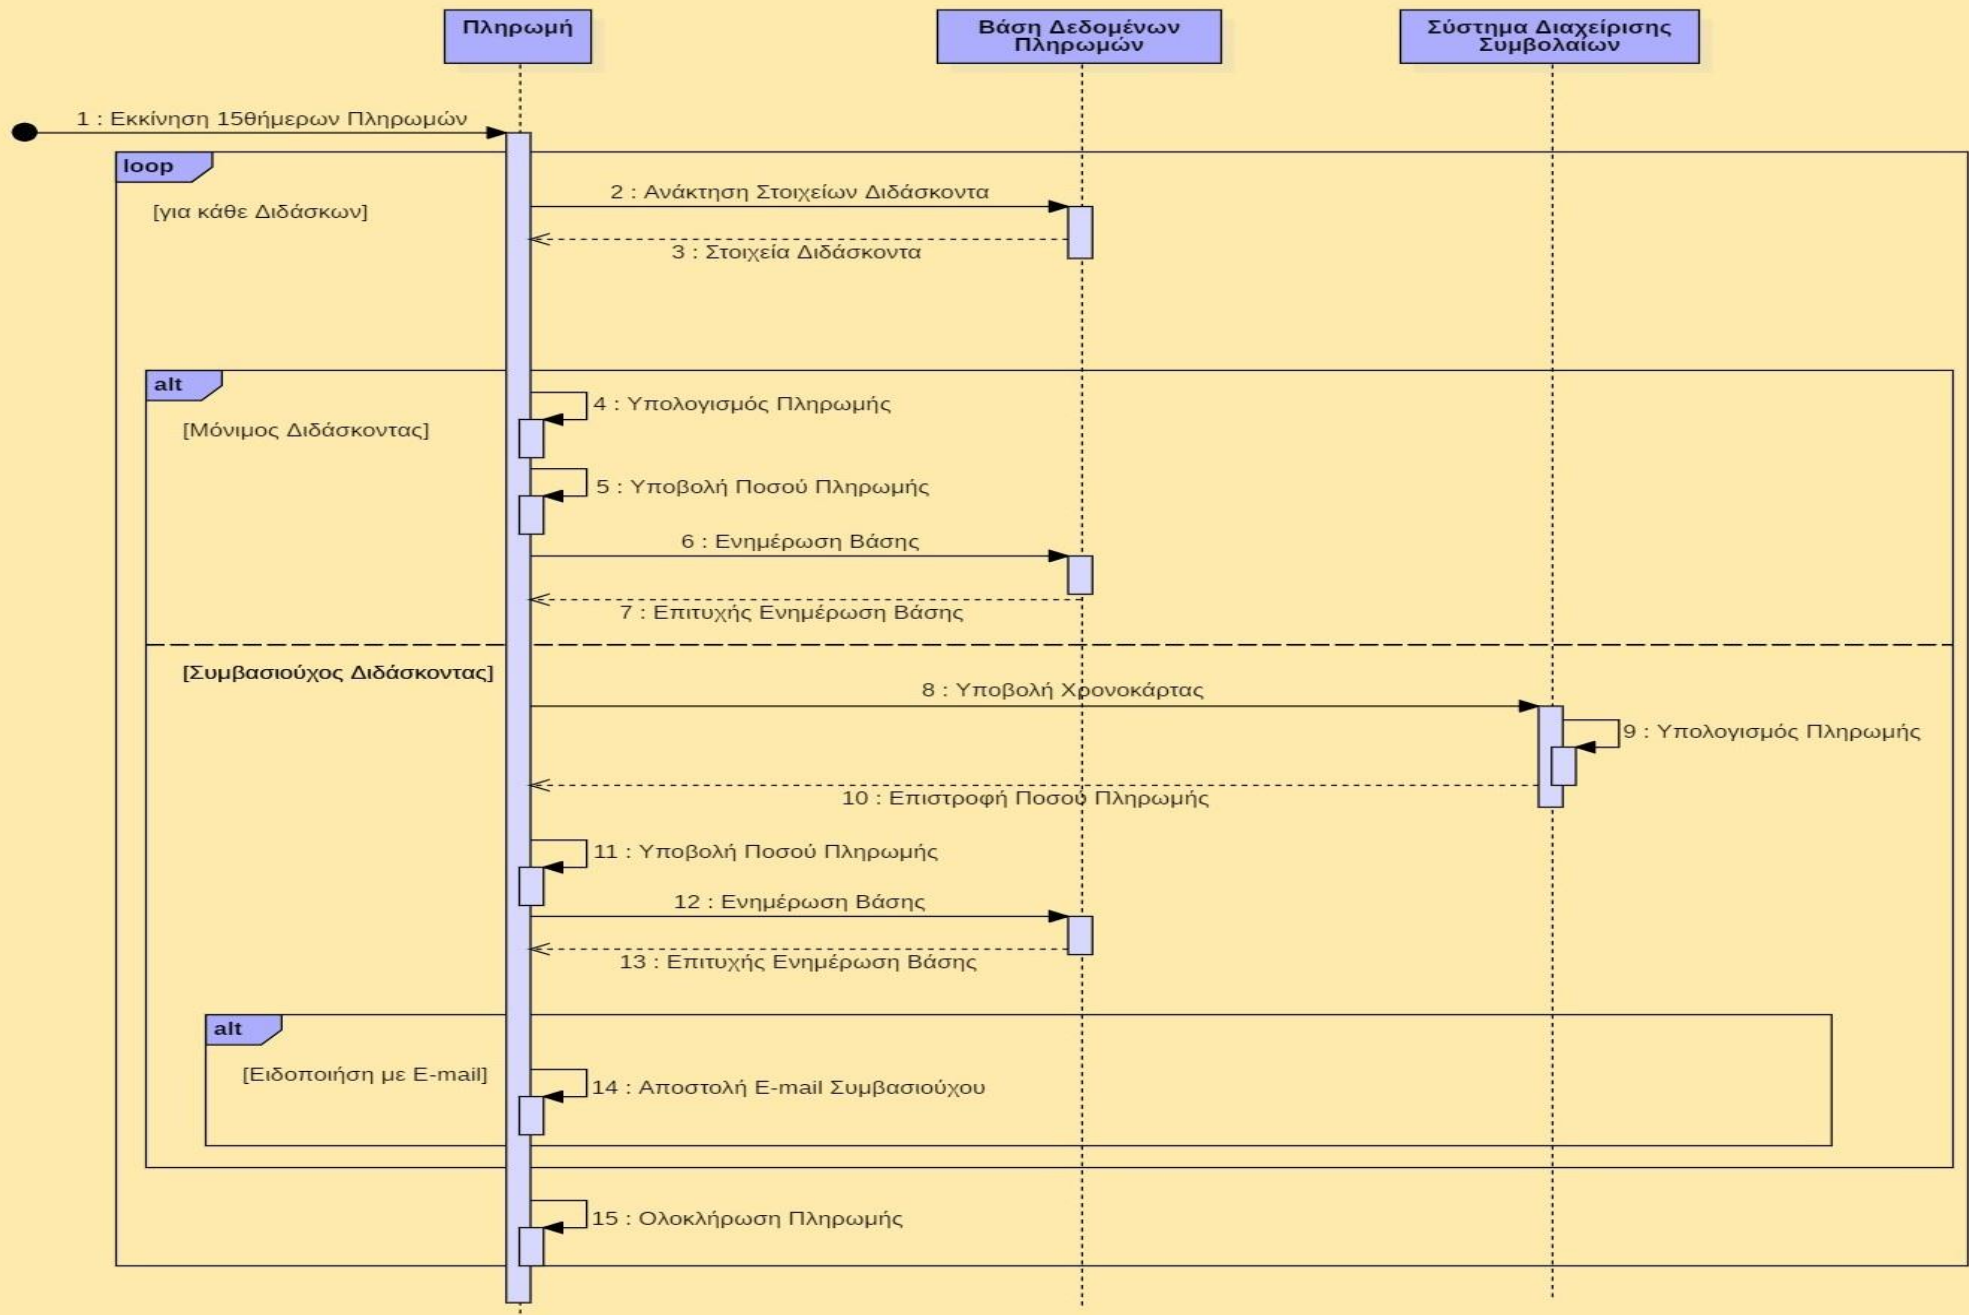 Πληρωμή
Βάση Δεδομένων
Πληρωμών
Σύστημα Διαχείρισης
Συμβολαίων
1 : Εκκίνηση 15θήμερων Πληρωμών
loop
[για κάθε Διδάσκων]
2 : Ανάκτηση Στοιχείων Διδάσκοντα
3 : Στοιχεία Διδάσκοντα
alt
[Μόνιμος Διδάσκοντας]
4 : Υπολογισμός Πληρωμής
5 : Υποβολή Ποσού Πληρωμής
6 : Ενημέρωση Βάσης
7 : Επιτυχής Ενημέρωση Βάσης
[Συμβασιούχος Διδάσκοντας]
8 : Υποβολή Χρονοκάρτας
9 : Υπολογισμός Πληρωμής
10 : Επιστροφή Ποσού Πληρωμής
11 : Υποβολή Ποσού Πληρωμής
12 : Ενημέρωση Βάσης
13 : Επιτυχής Ενημέρωση Βάσης
alt
[Ειδοποιήση με E-mail]
14 : Αποστολή E-mail Συμβασιούχου
15 : Ολοκλήρωση Πληρωμής